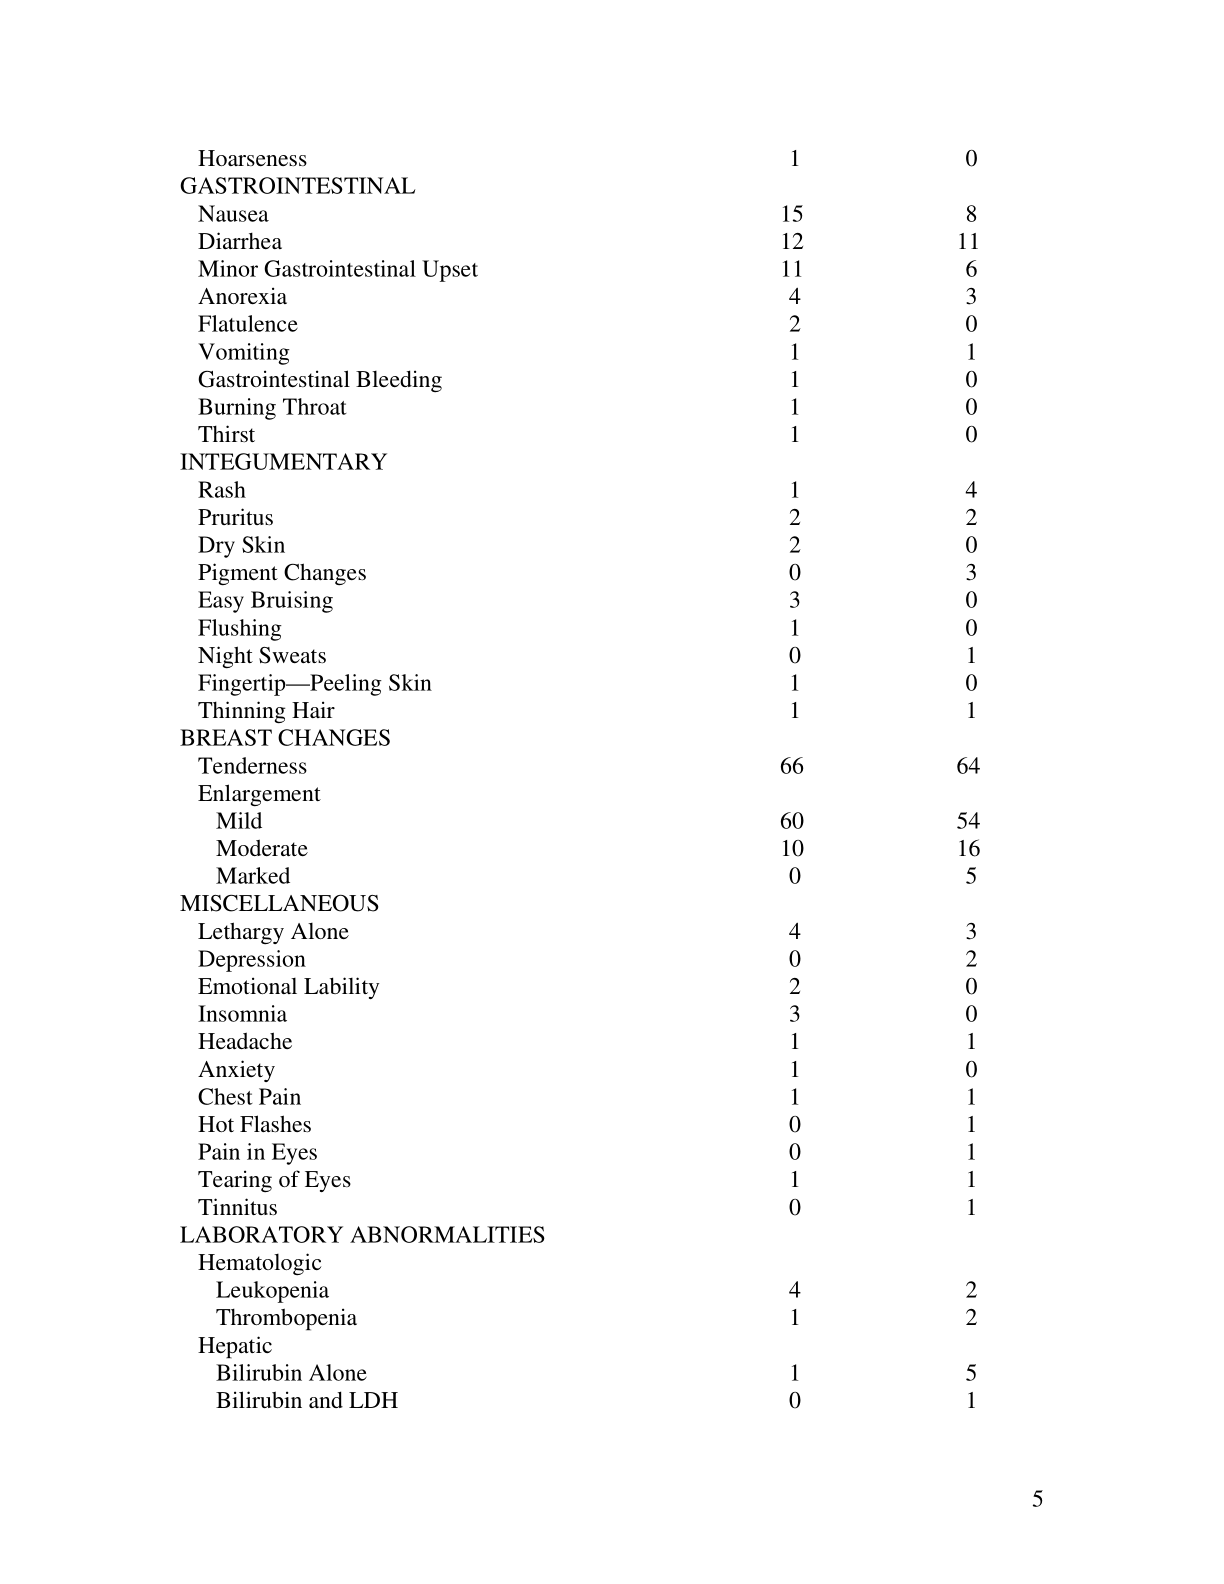 Hoarseness 1 0
GASTROINTESTINAL
Nausea 15 8
Diarrhea 12 11
Minor Gastrointestinal Upset 11 6
Anorexia 4 3
Flatulence 2 0
Vomiting 1 1
Gastrointestinal Bleeding 1 0
Burning Throat 1 0
Thirst 1 0
INTEGUMENTARY
Rash 1 4
Pruritus 2 2
Dry Skin 2 0
Pigment Changes 0 3
Easy Bruising 3 0
Flushing 1 0
Night Sweats 0 1
Fingertip—Peeling Skin 1 0
Thinning Hair 1 1
BREAST CHANGES
Tenderness 66 64
Enlargement
Mild 60 54
Moderate 10 16
Marked 0 5
MISCELLANEOUS
Lethargy Alone 4 3
Depression 0 2
Emotional Lability 2 0
Insomnia 3 0
Headache 1 1
Anxiety 1 0
Chest Pain 1 1
Hot Flashes 0 1
Pain in Eyes 0 1
Tearing of Eyes 1 1
Tinnitus 0 1
LABORATORY ABNORMALITIES
Hematologic
Leukopenia 4 2
Thrombopenia 1 2
Hepatic
Bilirubin Alone 1 5
Bilirubin and LDH 0 1
5